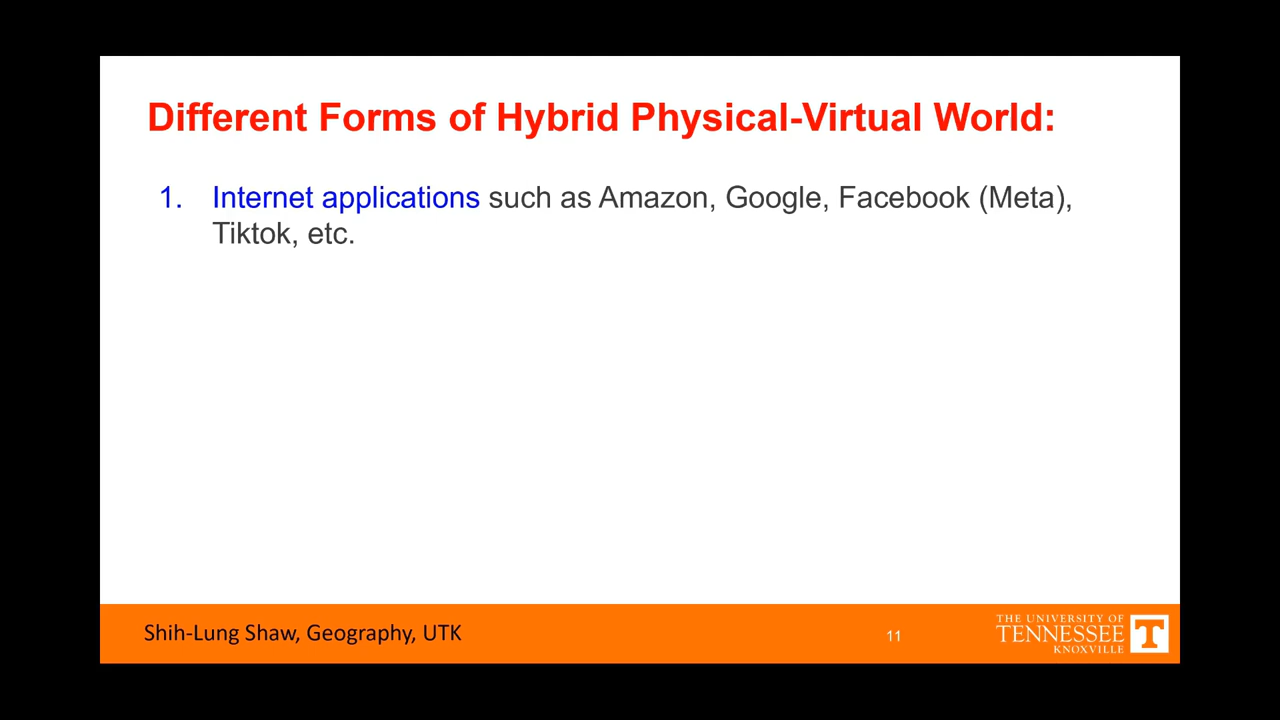 Different Forms of Hybrid Physical-Virtual World:
1. Internet applications such as Amazon, Google, Facebook (Meta),
Tiktok, etc.
Shih-Lung Shaw, Geography, UTK
11
THE UNIVERSITY OF
TENNESSEE
KNOXVILLE
T